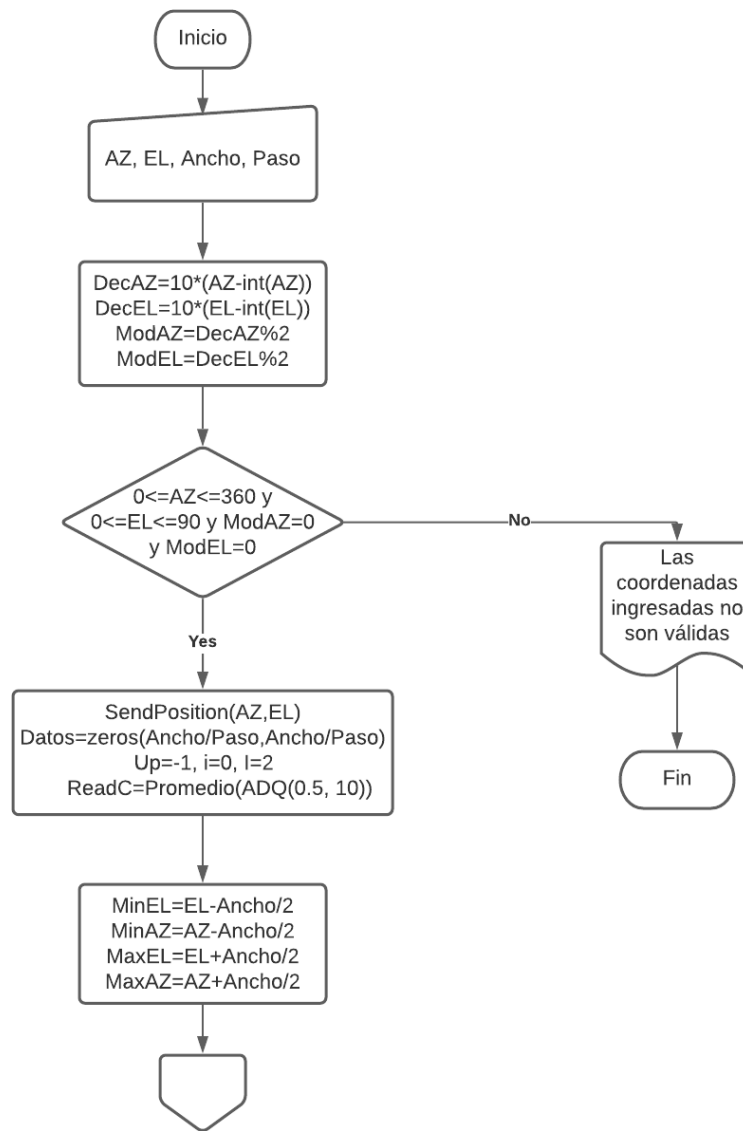 Inicio
AZ, EL, Ancho, Paso
DecAZ=10*(AZ-int(AZ))
DecEL=10*(EL-int(EL))
ModAZ=DecAZ%2
ModEL=DecEL%2
0<=AZ<=360 y
0<=EL<=90 y ModAZ=0
y ModEL=0
No
Las
coordenadas
ingresadas no
son válidas
Yes
SendPosition(AZ,EL)
Datos=zeros(Ancho/Paso,Ancho/Paso)
Up=-1, i=0, I=2
ReadC=Promedio(ADQ(0.5, 10))
Fin
MinEL=EL-Ancho/2
MinAZ=AZ-Ancho/2
MaxEL=EL+Ancho/2
MaxAZ=AZ+Ancho/2